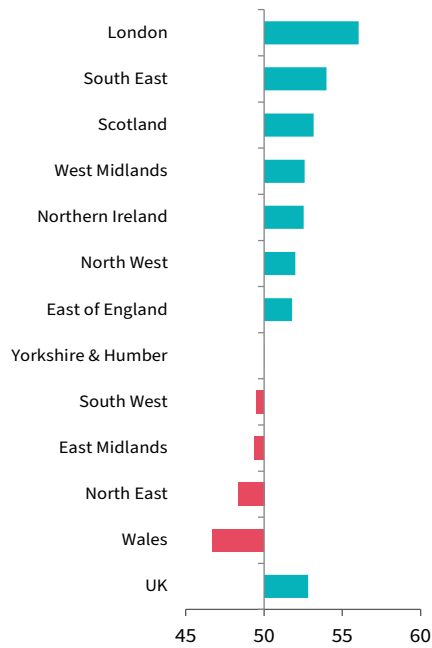 London
South East
Scotland
West Midlands
Northern Ireland
North West
East of England
Yorkshire & Humber
South West
East Midlands
North East
Wales
UK
45 50 55 60